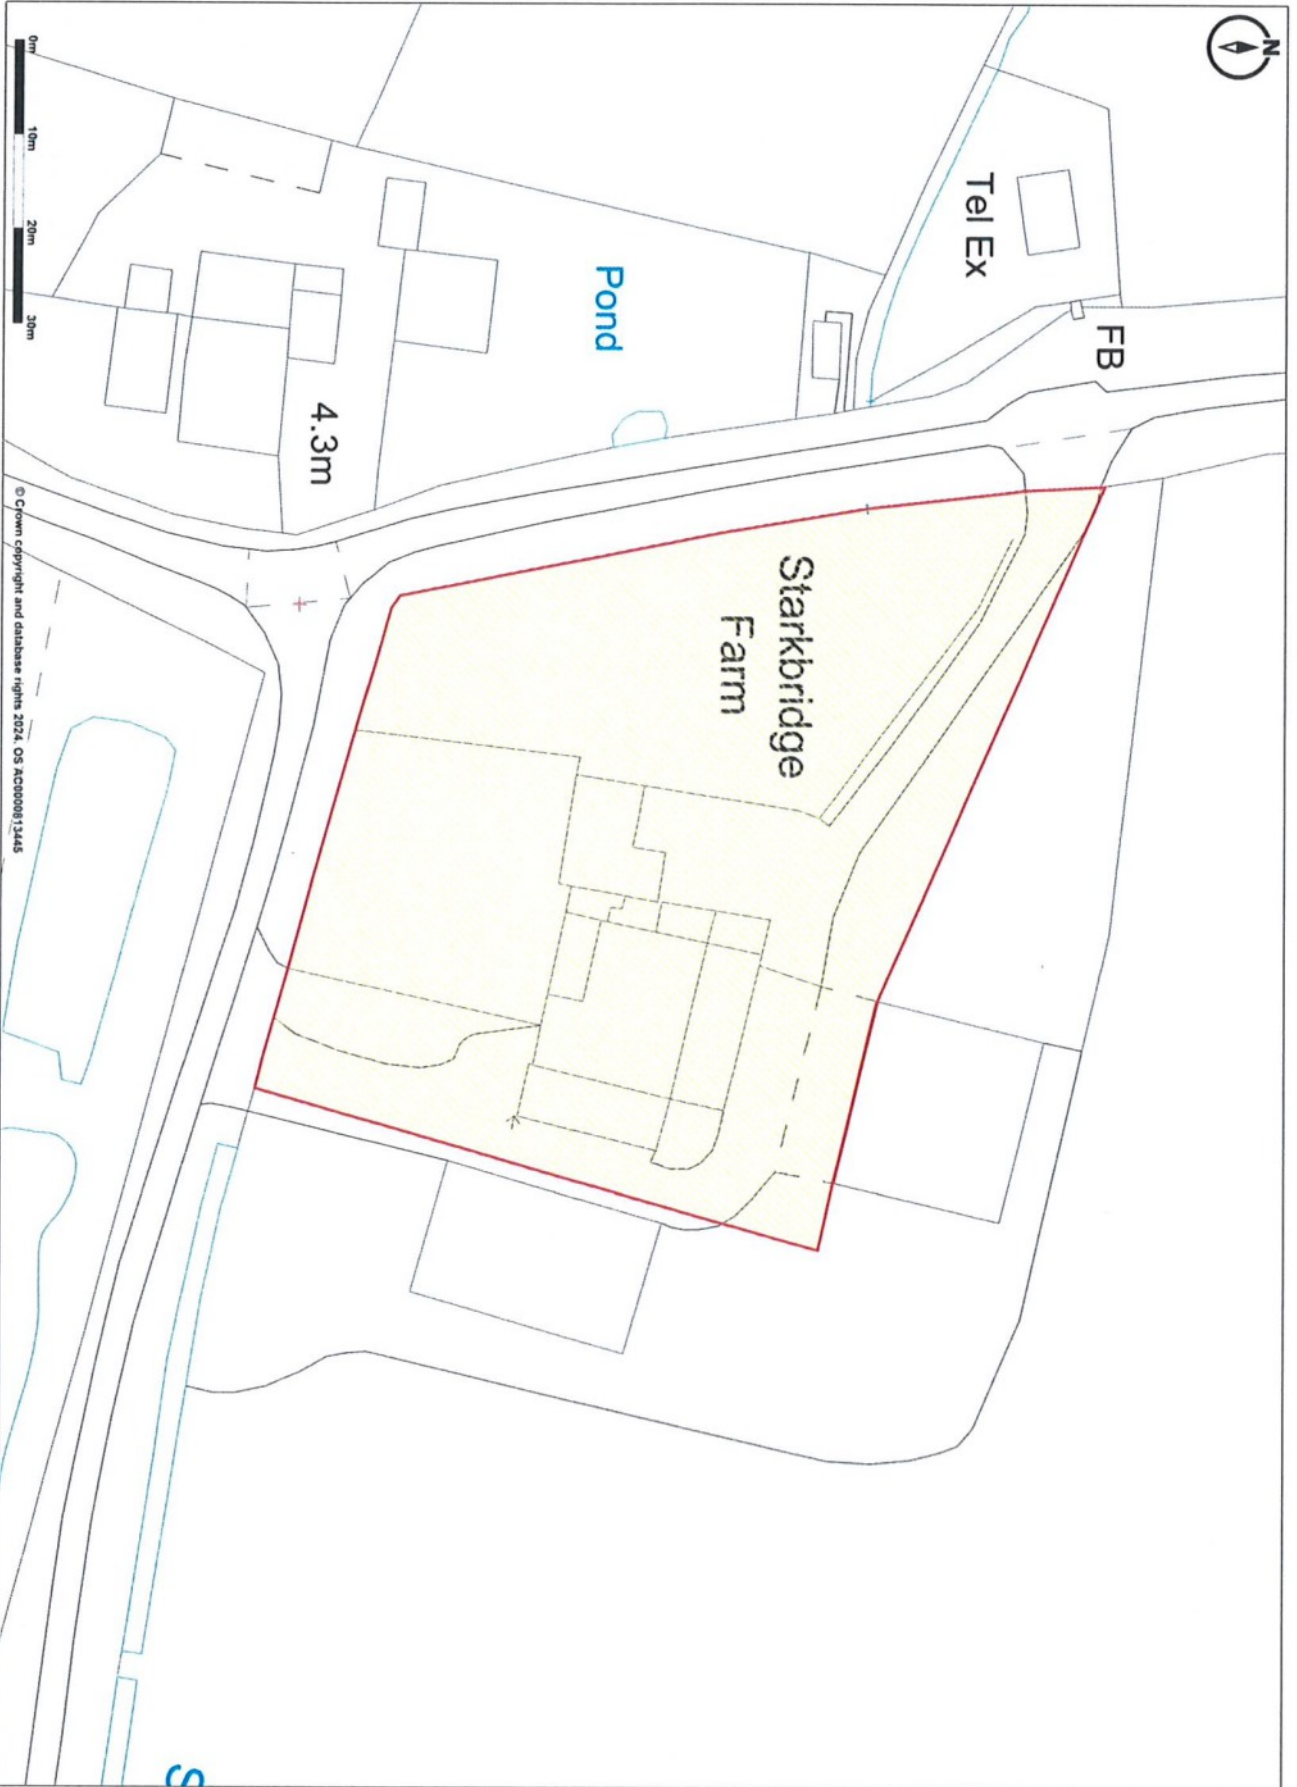 N
Tel Ex
FB
Pond
4.3m
Starkbridge
Farm
S
0m
10m
20m
30m
© Crown copyright and database rights 2024. OS AC0000813445